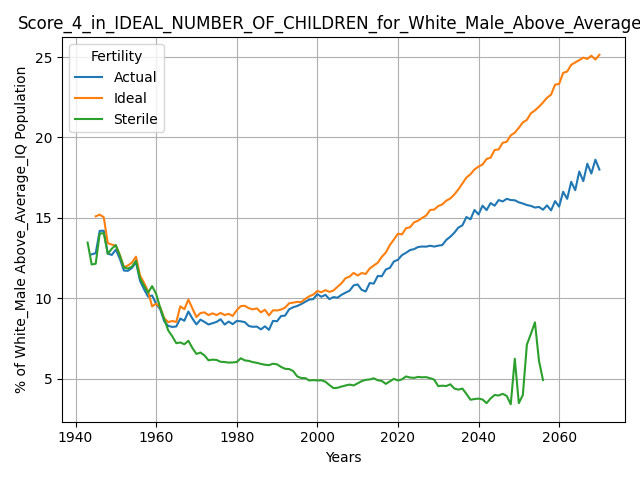 Score_4_in_IDEAL_NUMBER_OF_CHILDREN_for_White_Male_Above_Average
Fertility
Actual
Ideal
Sterile
% of White_Male Above_Average_IQ Population
25
20
15
10
5
1940 1960 1980 2000 2020 2040 2060
Years